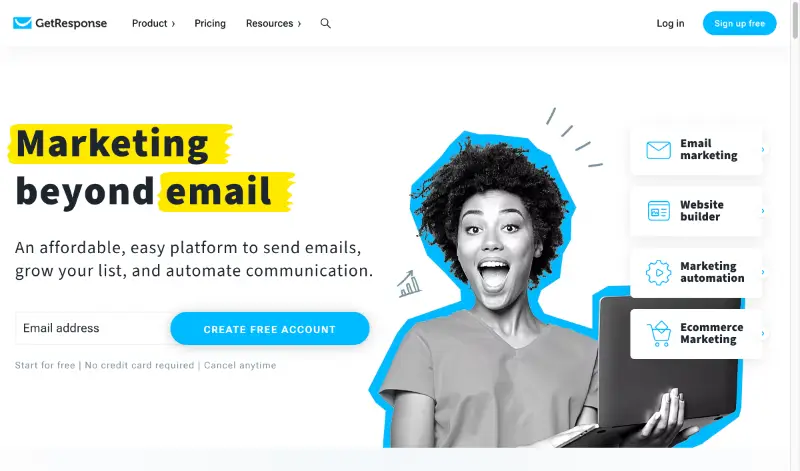 GetResponse
Product
Pricing
Resources
Log in
Sign up free
Marketing
beyond email
An affordable, easy platform to send emails,
grow your list, and automate communication.
Email address
CREATE FREE ACCOUNT
Start for free | No credit card required | Cancel anytime
Email
marketing
Website
builder
Marketing
automation
Ecommerce
Marketing